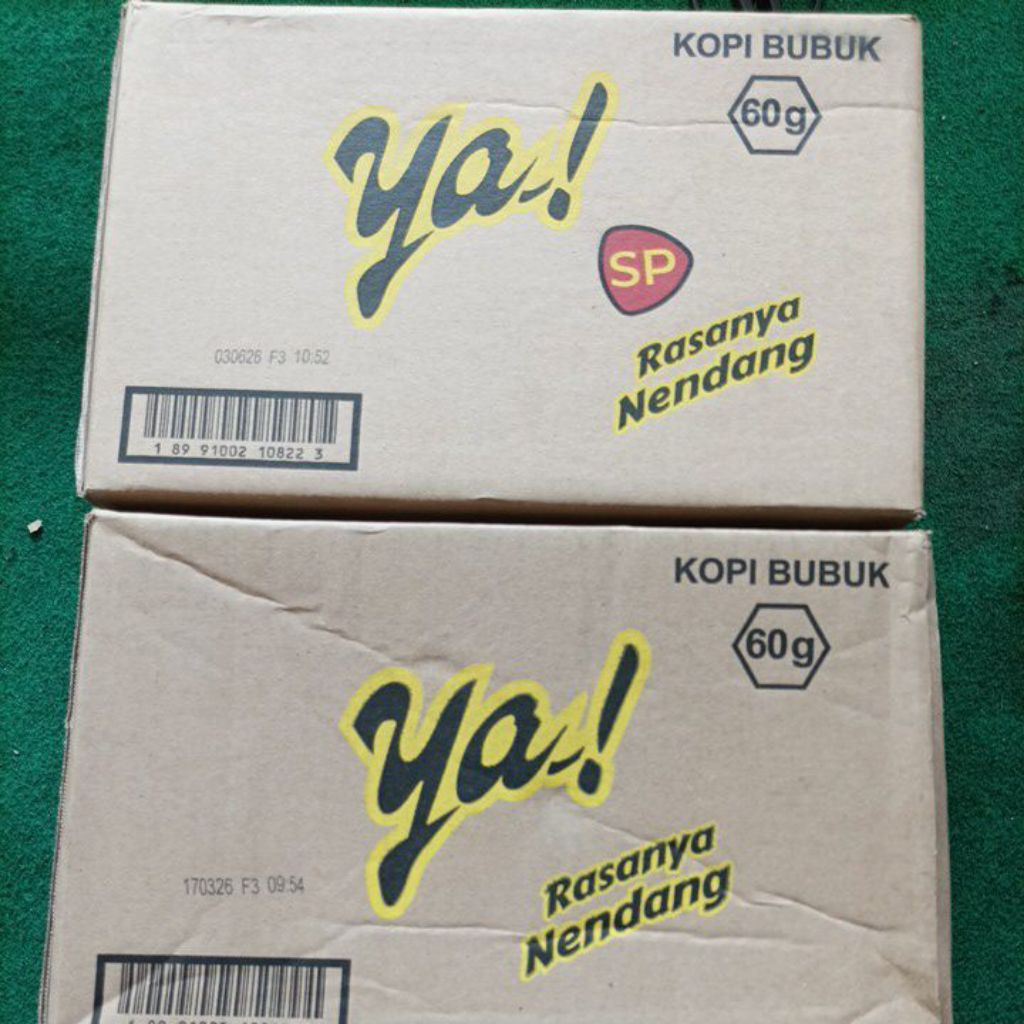 KOPI BUBUK
60g
Ya!
SP
Rasanya
Nendang
030626 F3 10:52
1 89 91002 10822 3
KOPI BUBUK
60g
Ya!
Rasanya
Nendang
170326 F3 09:54